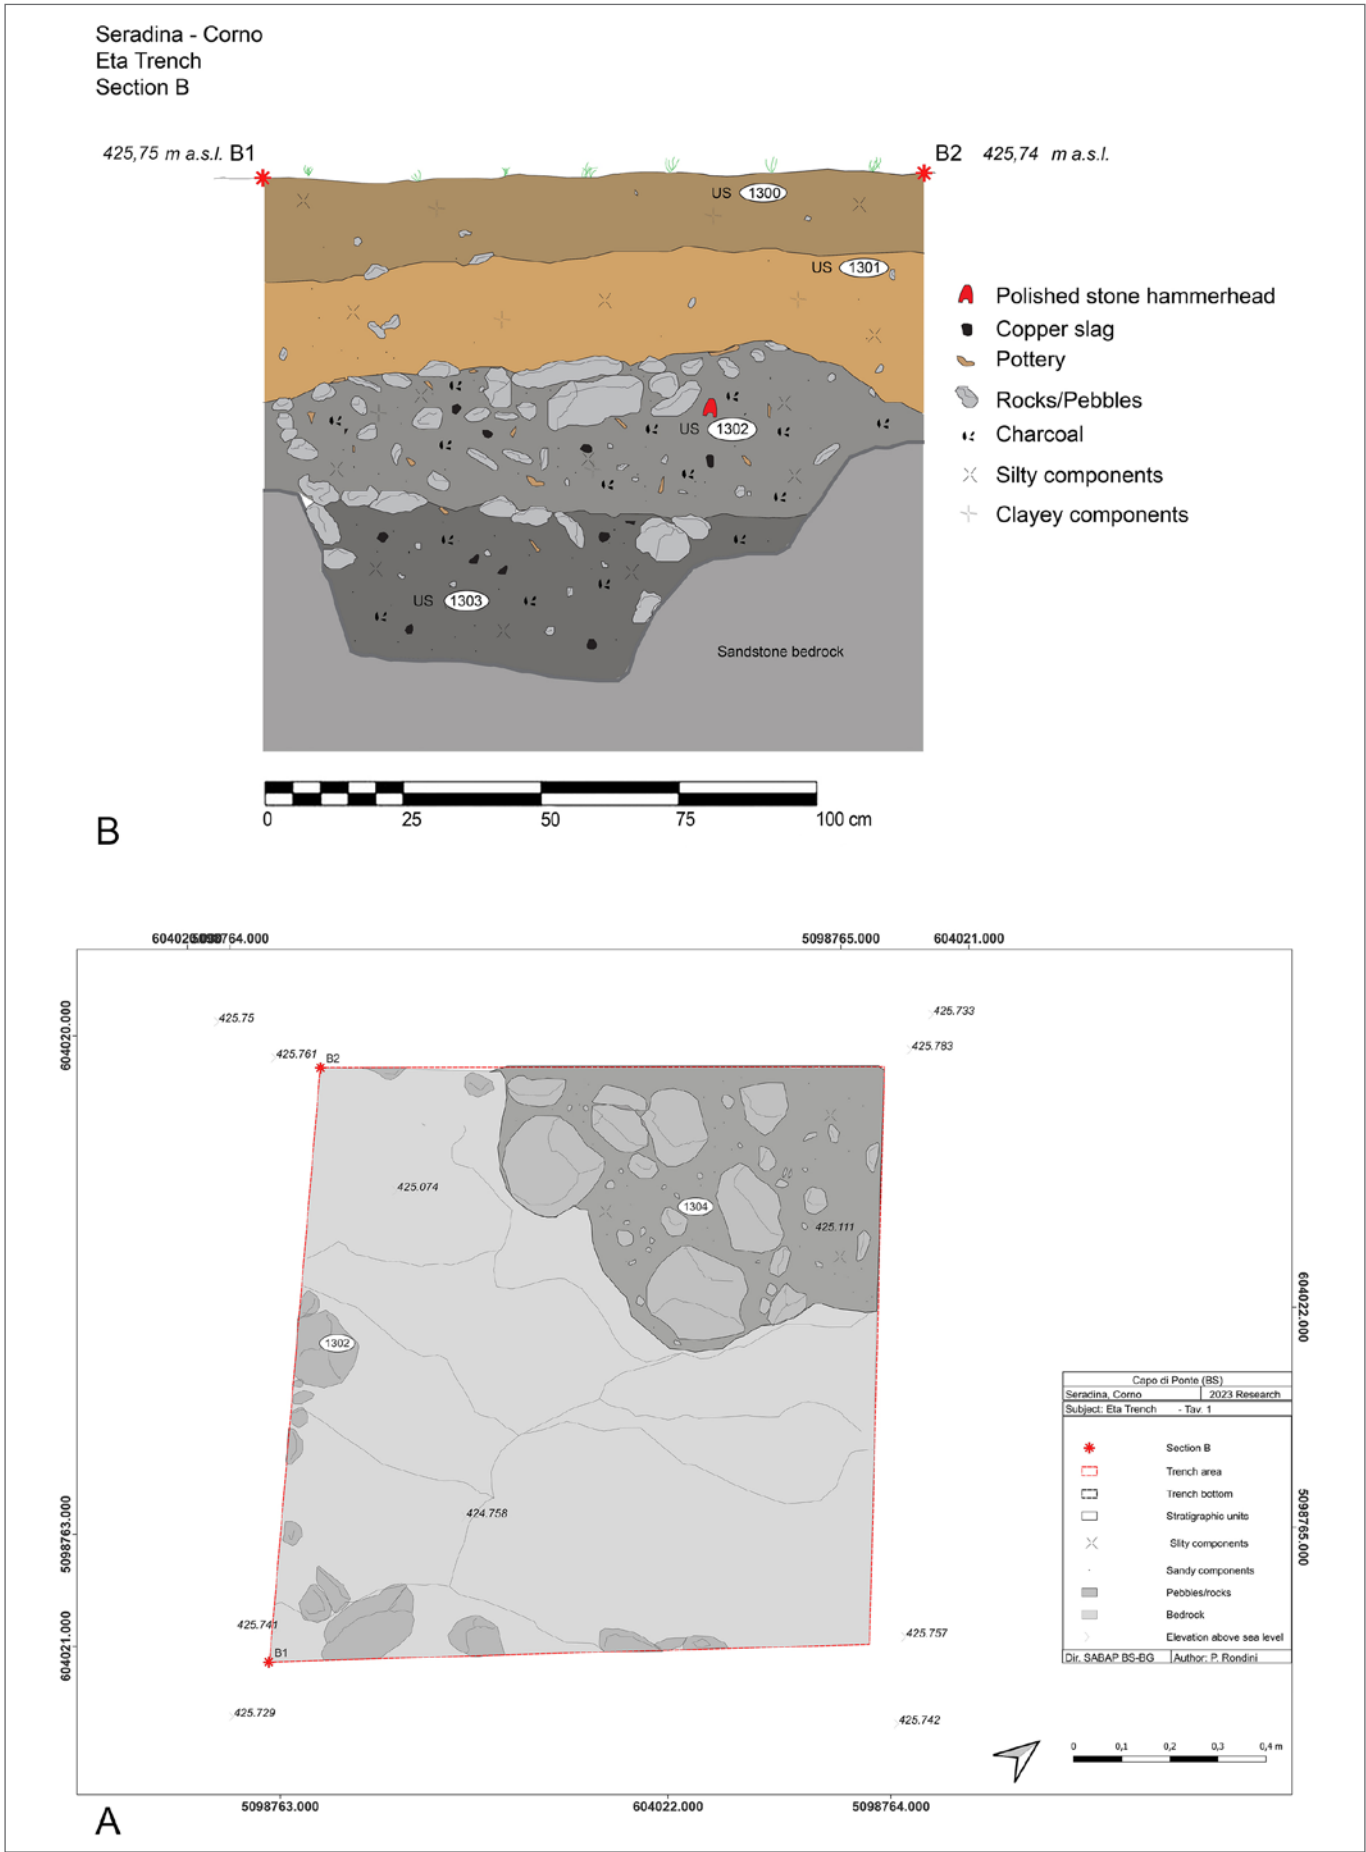 Seradina - Corno
Eta Trench
Section B
425,75 m a.s.l. B1
B2 425,74 m a.s.l.
US 1300
US 1301
US 1302
US 1303
Sandstone bedrock
Polished stone hammerhead
Copper slag
Pottery
Rocks/Pebbles
Charcoal
Silty components
Clayey components
0 25 50 75 100 cm
B
5098764.000 5098765.000 604021.000
604020.000
425.75
425.733
425.761
B2
425.783
425.074
1304
425.111
1302
604022.000
424.758
5098763.000
5098765.000
425.741
604021.000
B1
425.757
425.729
425.742
Capo di Ponte (BS)
Seradina, Corno 2023 Research
Subject: Eta Trench - Tav. 1
Section B
Trench area
Trench bottom
Stratigraphic units
Slity components
Sandy components
Pebbles/rocks
Bedrock
Elevation above sea level
Dir. SABAP BS-BG Author: P. Rondini
0 0,1 0,2 0,3 0,4 m
5098763.000 604022.000 5098764.000
A